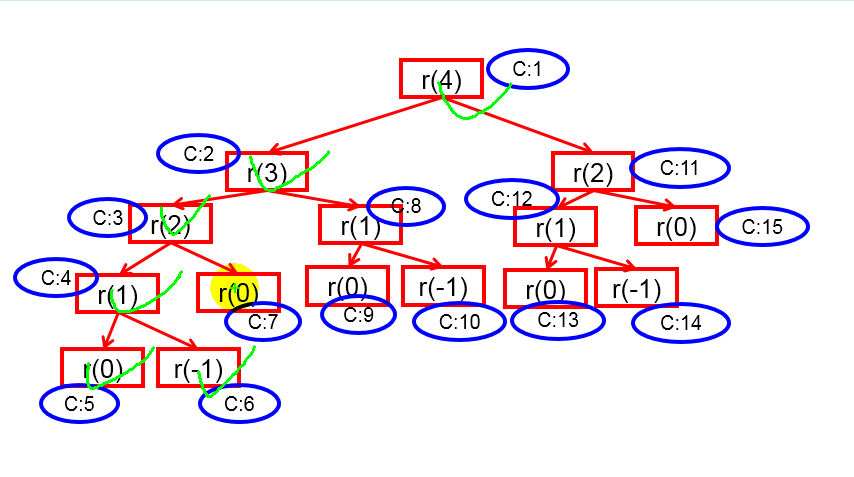 r(4)
C:1
C:2
r(3)
r(2)
C:11
C:3
r(2)
r(1)
C:8
C:12
r(1)
r(0)
C:15
C:4
r(1)
r(0)
C:7
r(0)
C:9
r(-1)
C:10
r(0)
C:13
r(-1)
C:14
r(0)
C:5
r(-1)
C:6